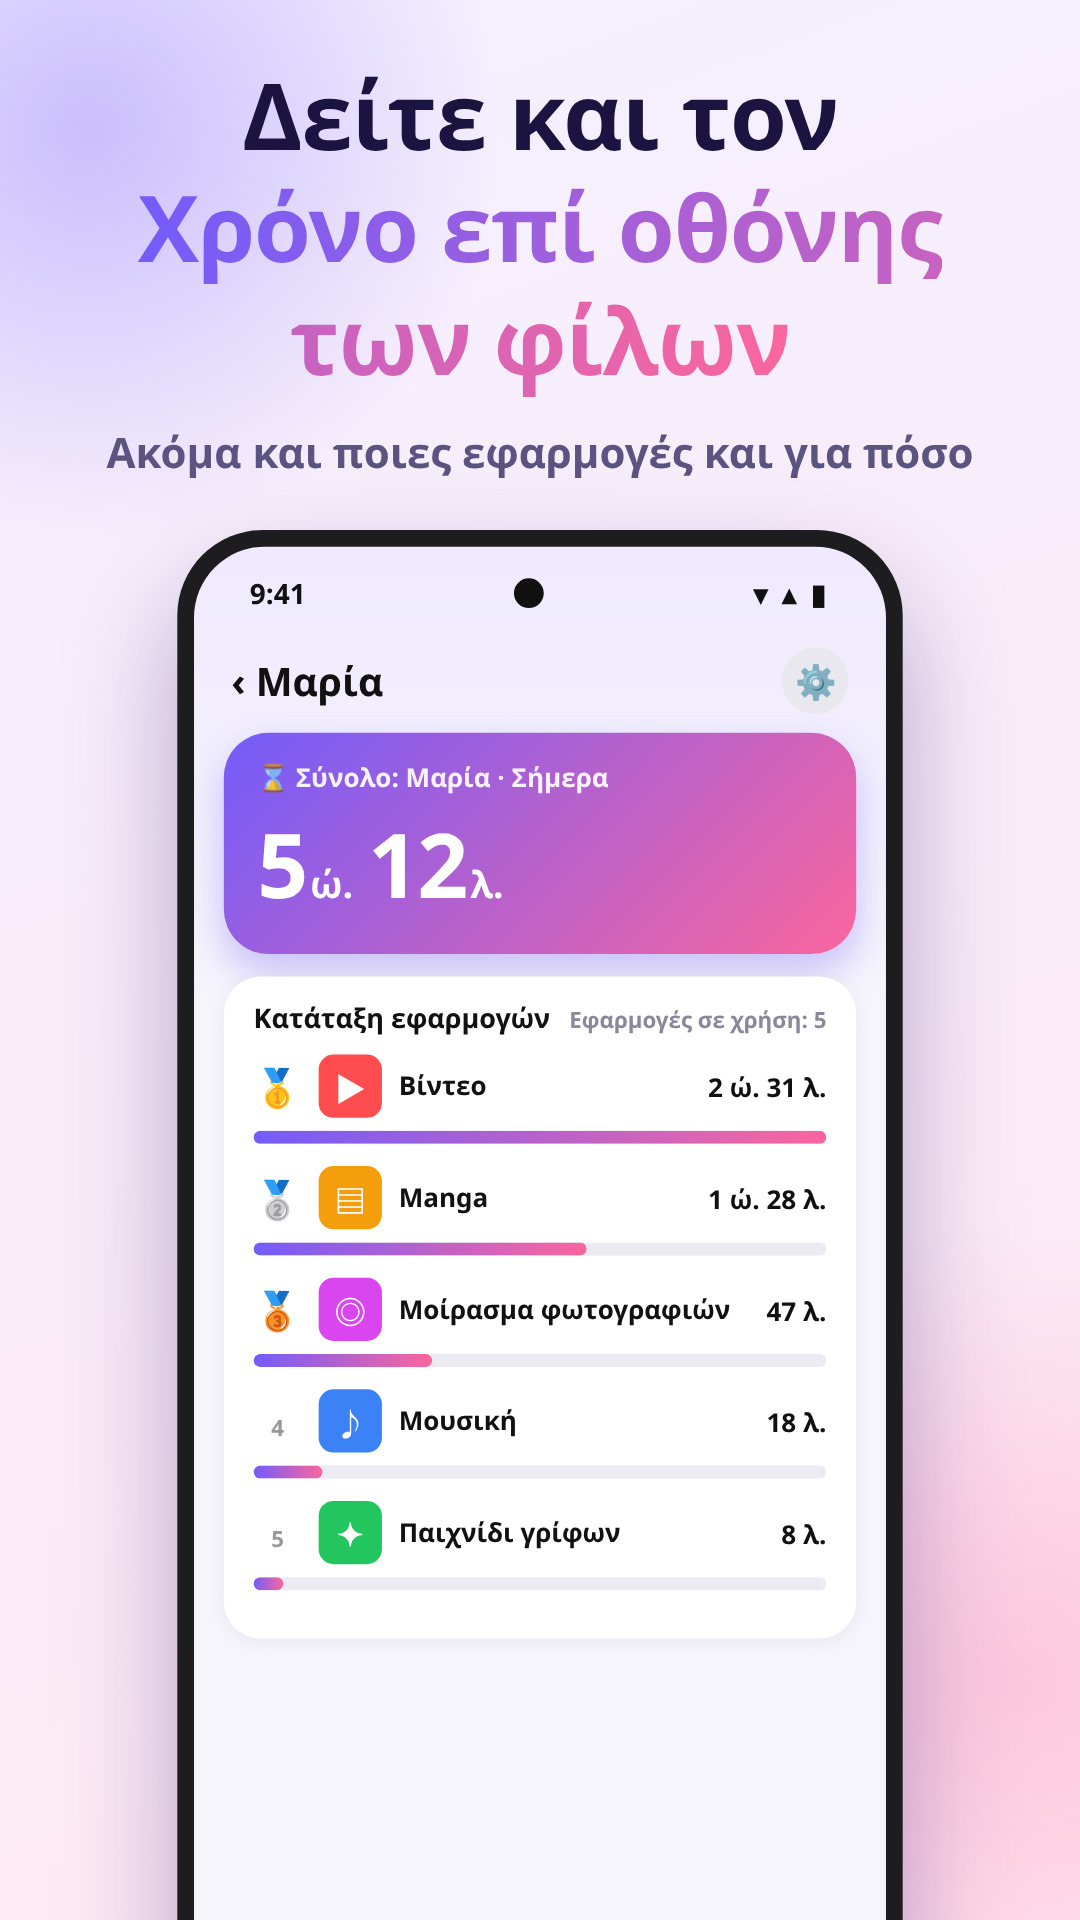 Δείτε και τον
Χρόνο επί οθόνης
των φίλων
Ακόμα και ποιες εφαρμογές και για πόσο
9:41
‹ Μαρία
⌛ Σύνολο: Μαρία · Σήμερα
5 ώ. 12 λ.
Κατάταξη εφαρμογών Εφαρμογές σε χρήση: 5
🥇 Βίντεο 2 ώ. 31 λ.
🥈 Manga 1 ώ. 28 λ.
🥉 Μοίρασμα φωτογραφιών 47 λ.
4 Μουσική 18 λ.
5 Παιχνίδι γρίφων 8 λ.